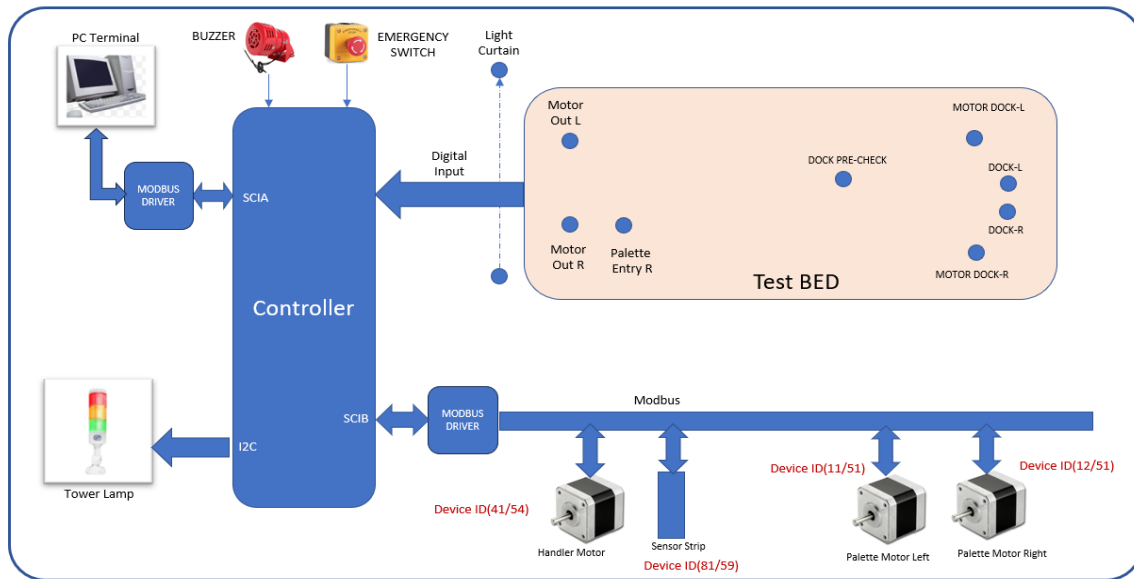 PC Terminal
BUZZER
EMERGENCY
SWITCH
Light
Curtain
MODBUS
DRIVER
SCIA
Digital
Input
Motor
Out L
MOTOR DOCK-L
DOCK PRE-CHECK
DOCK-L
DOCK-R
Motor
Out R
Palette
Entry R
MOTOR DOCK-R
Test BED
Controller
SCIB
MODBUS
DRIVER
Modbus
I2C
Tower Lamp
Device ID(41/54)
Handler Motor
Sensor Strip
Device ID(81/59)
Device ID(11/51)
Palette Motor Left
Device ID(12/51)
Palette Motor Right